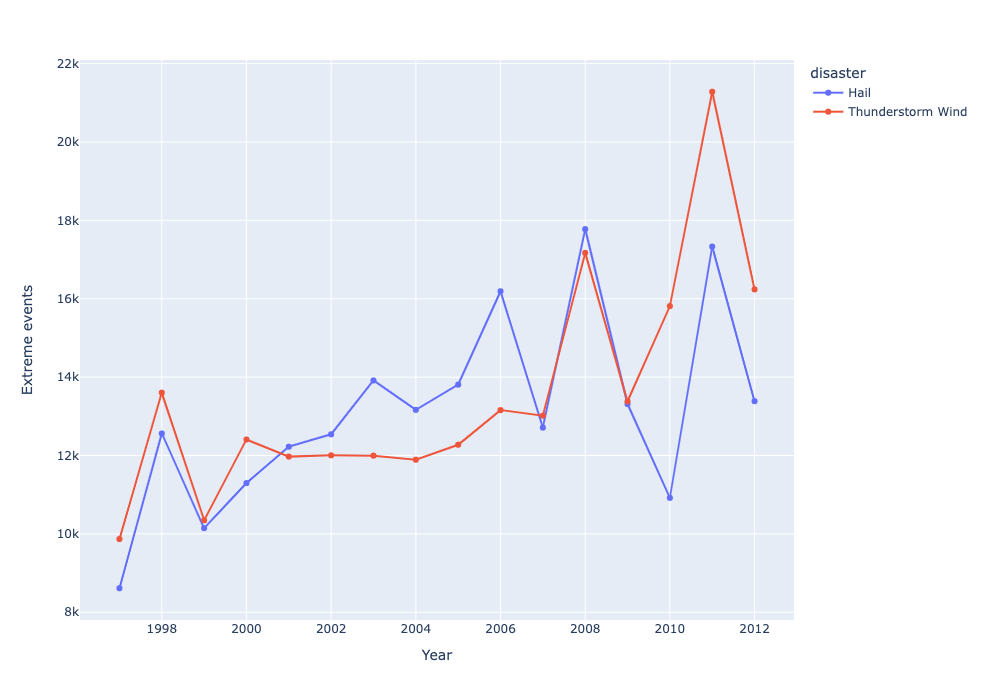 disaster
Hail
Thunderstorm Wind
22k
20k
18k
16k
14k
12k
10k
8k
Extreme events
1998 2000 2002 2004 2006 2008 2010 2012
Year